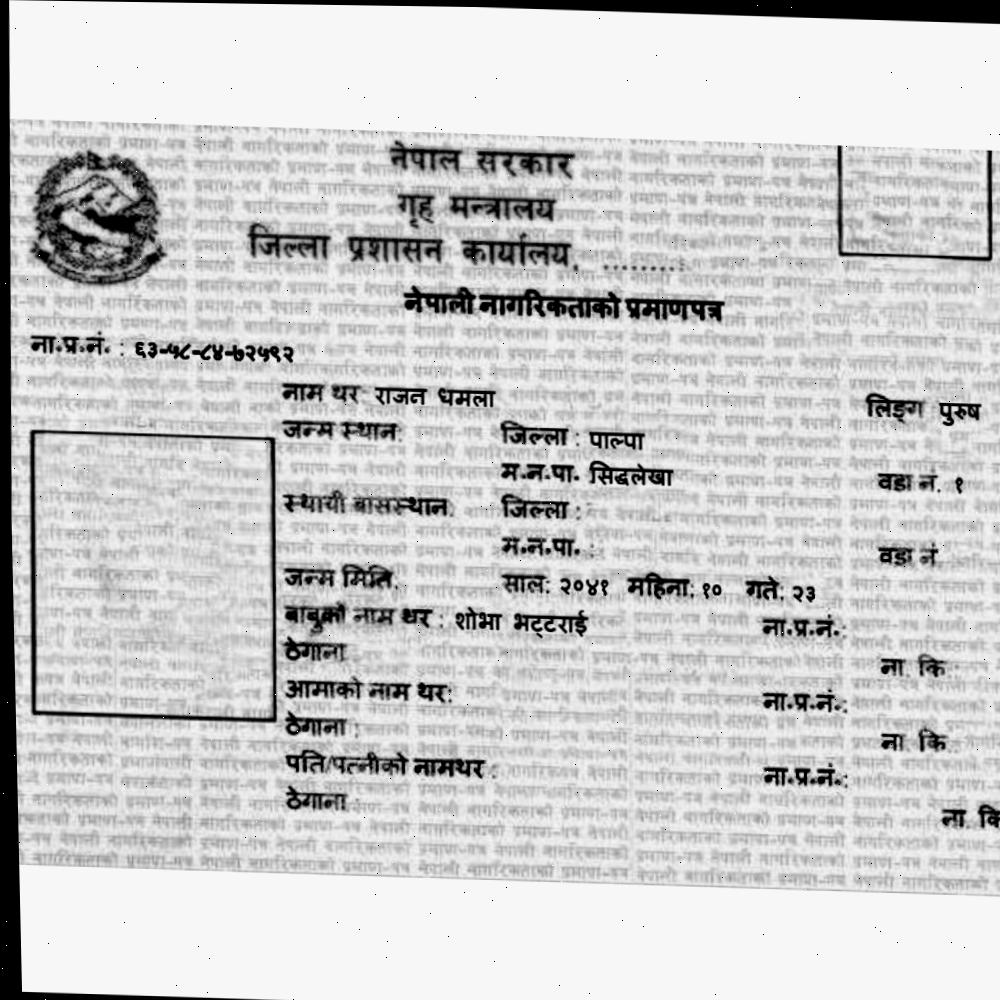 नेपाल सरकार
गृह मन्त्रालय
जिल्ला प्रशासन कार्यालय, .........
नेपाली नागरिकताको प्रमाणपत्र
ना.प्र.नं. : ६३-५८-८४-७२५९२
नाम थर राजन धमला लिङ्ग पुरुष
जन्म स्थान: जिल्ला : पाल्पा
म.न.पा. सिद्धलेखा वडा नं. १
स्थायी बासस्थान: जिल्ला :
म.न.पा. : वडा नं
जन्म मिति: साल: २०४१ महिना: १० गते: २३
बाबुको नाम थर : शोभा भट्टराई ना.प्र.नं.:
ठेगाना : ना कि :
आमाको नाम थर: ना.प्र.नं.:
ठेगाना : ना कि :
पति/पत्नीको नामथर : ना.प्र.नं.:
ठेगाना : ना कि